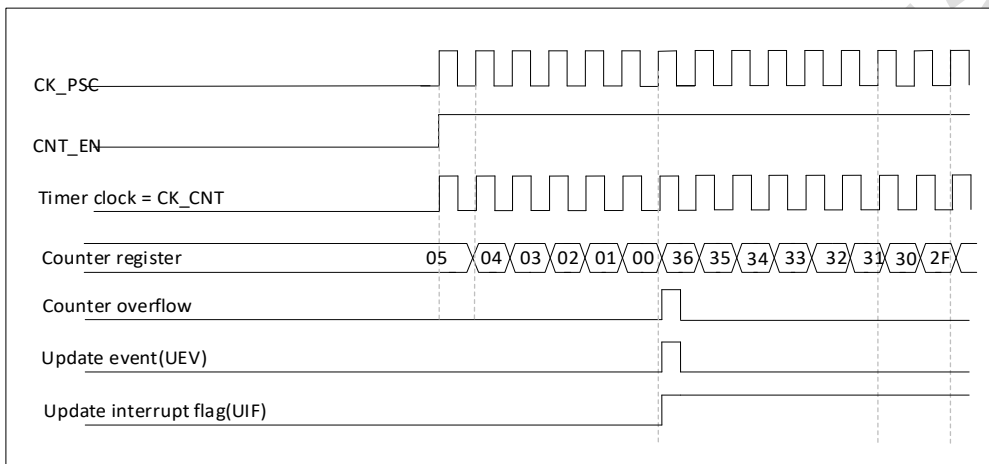 CK_PSC
CNT_EN
Timer clock = CK_CNT
Counter register 05 04 03 02 01 00 36 35 34 33 32 31 30 2F
Counter overflow
Update event(UEV)
Update interrupt flag(UIF)